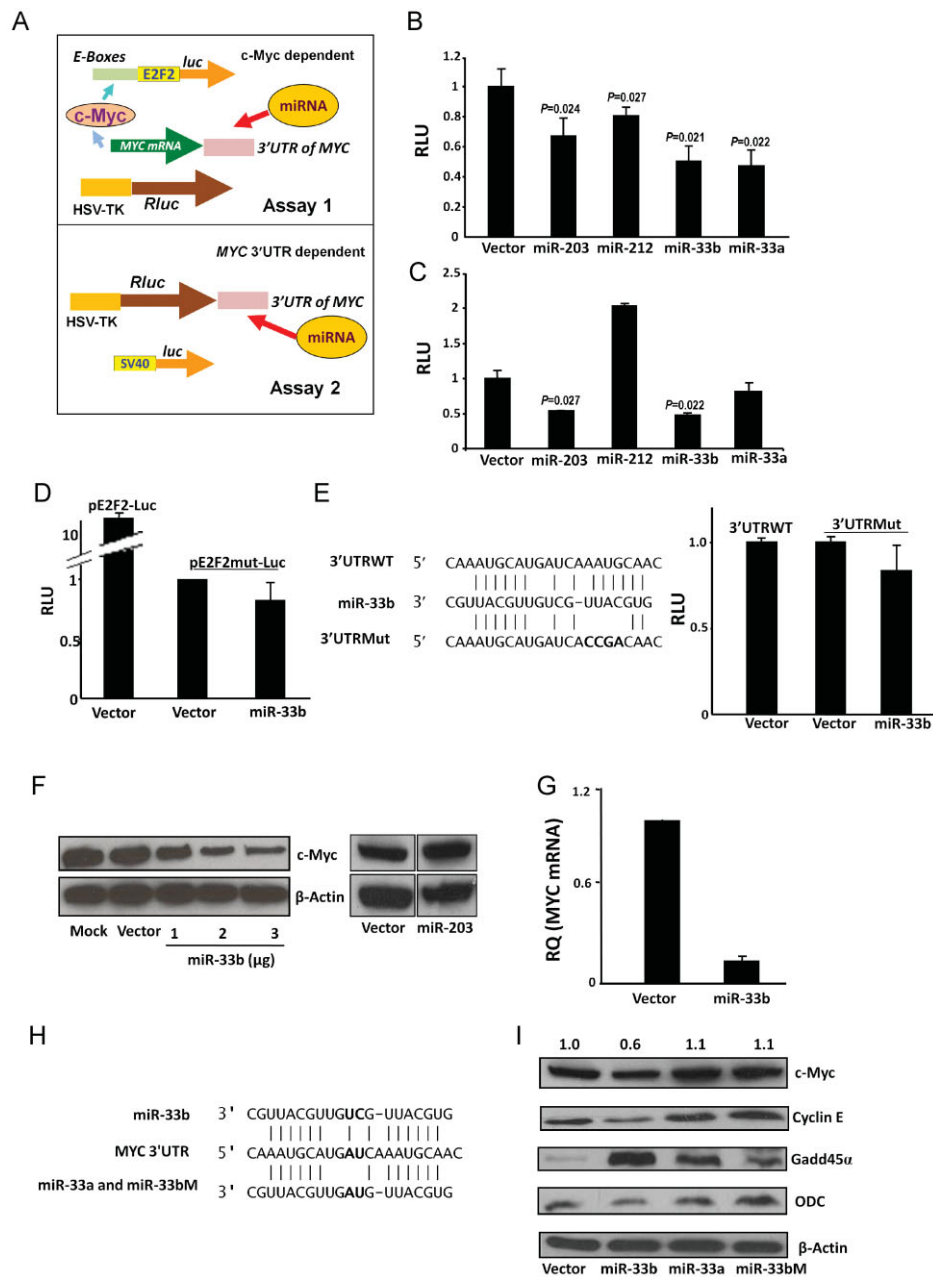 A
E-Boxes
E2F2
luc
c-Myc dependent
c-Myc
miRNA
MYC mRNA
3'UTR of MYC
HSV-TK
Rluc
Assay 1
MYC 3'UTR dependent
Rluc
3'UTR of MYC
HSV-TK
miRNA
luc
SV40
Assay 2
B
RLU
1.2
1
0.8
0.6
0.4
0.2
0
P=0.024
P=0.027
P=0.021
P=0.022
Vector miR-203 miR-212 miR-33b miR-33a
C
RLU
2.5
2
1.5
1
0.5
0
P=0.027
P=0.022
Vector miR-203 miR-212 miR-33b miR-33a
D
pE2F2-Luc
10
pE2F2mut-Luc
RLU
1
0.5
0
Vector Vector miR-33b
E
3'UTRWT 5' CAAAUGCAUGAUCAAAUGCAAC
miR-33b 3' CGUUACGUUGUCG-UUACGUG
3'UTRMut 5' CAAAUGCAUGAUCACCGACAAC
3'UTRWT 3'UTRMut
RLU
1.0
0.5
0
Vector Vector miR-33b
F
c-Myc
β-Actin
Mock Vector 1 2 3
miR-33b (μg)
Vector miR-203
G
RQ (MYC mRNA)
1.2
0.6
0
Vector miR-33b
H
miR-33b 3' CGUUACGUUGUCG-UUACGUG
MYC 3'UTR 5' CAAAUGCAUGAUCAAAUGCAAC
miR-33a and miR-33bM 3' CGUUACGUUGAUG-UUACGUG
I
1.0 0.6 1.1 1.1
c-Myc
Cyclin E
Gadd45α
ODC
β-Actin
Vector miR-33b miR-33a miR-33bM